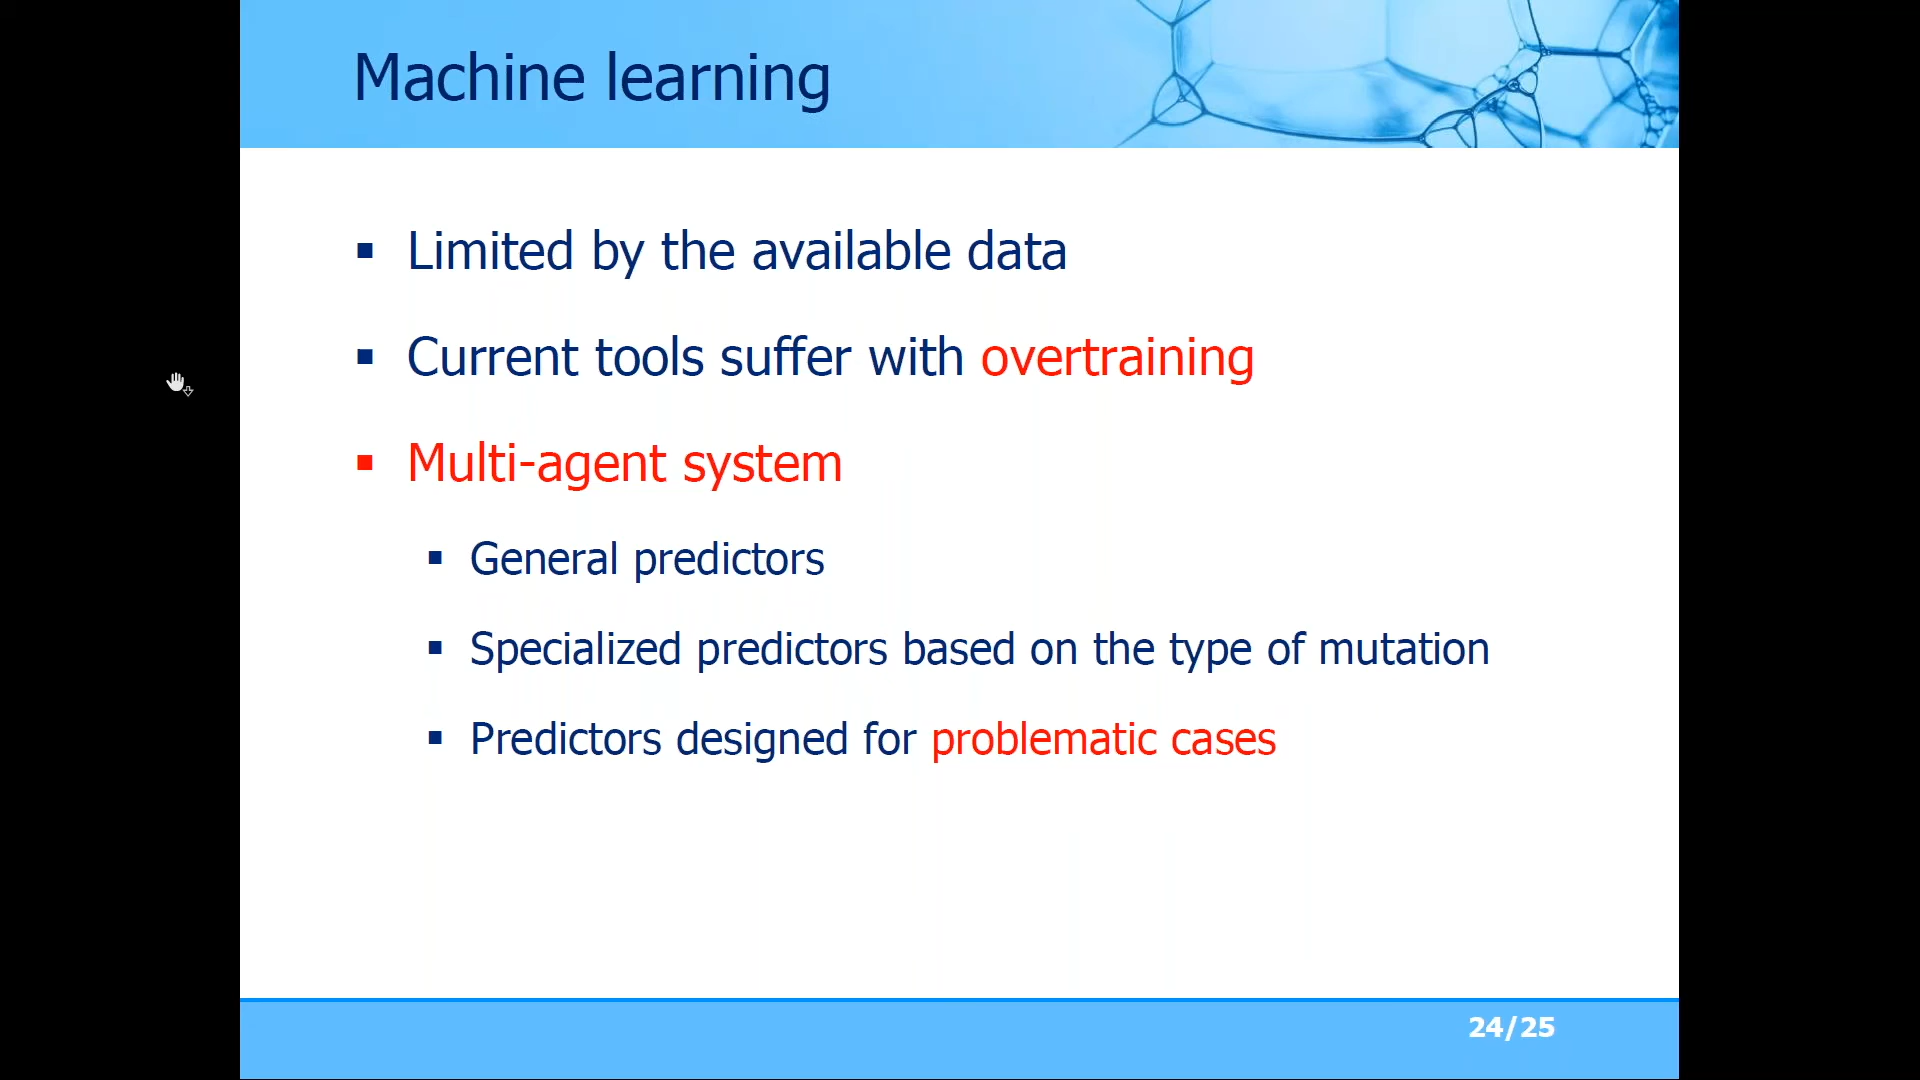 Machine learning
Limited by the available data
Current tools suffer with overtraining
Multi-agent system
General predictors
Specialized predictors based on the type of mutation
Predictors designed for problematic cases
24/25